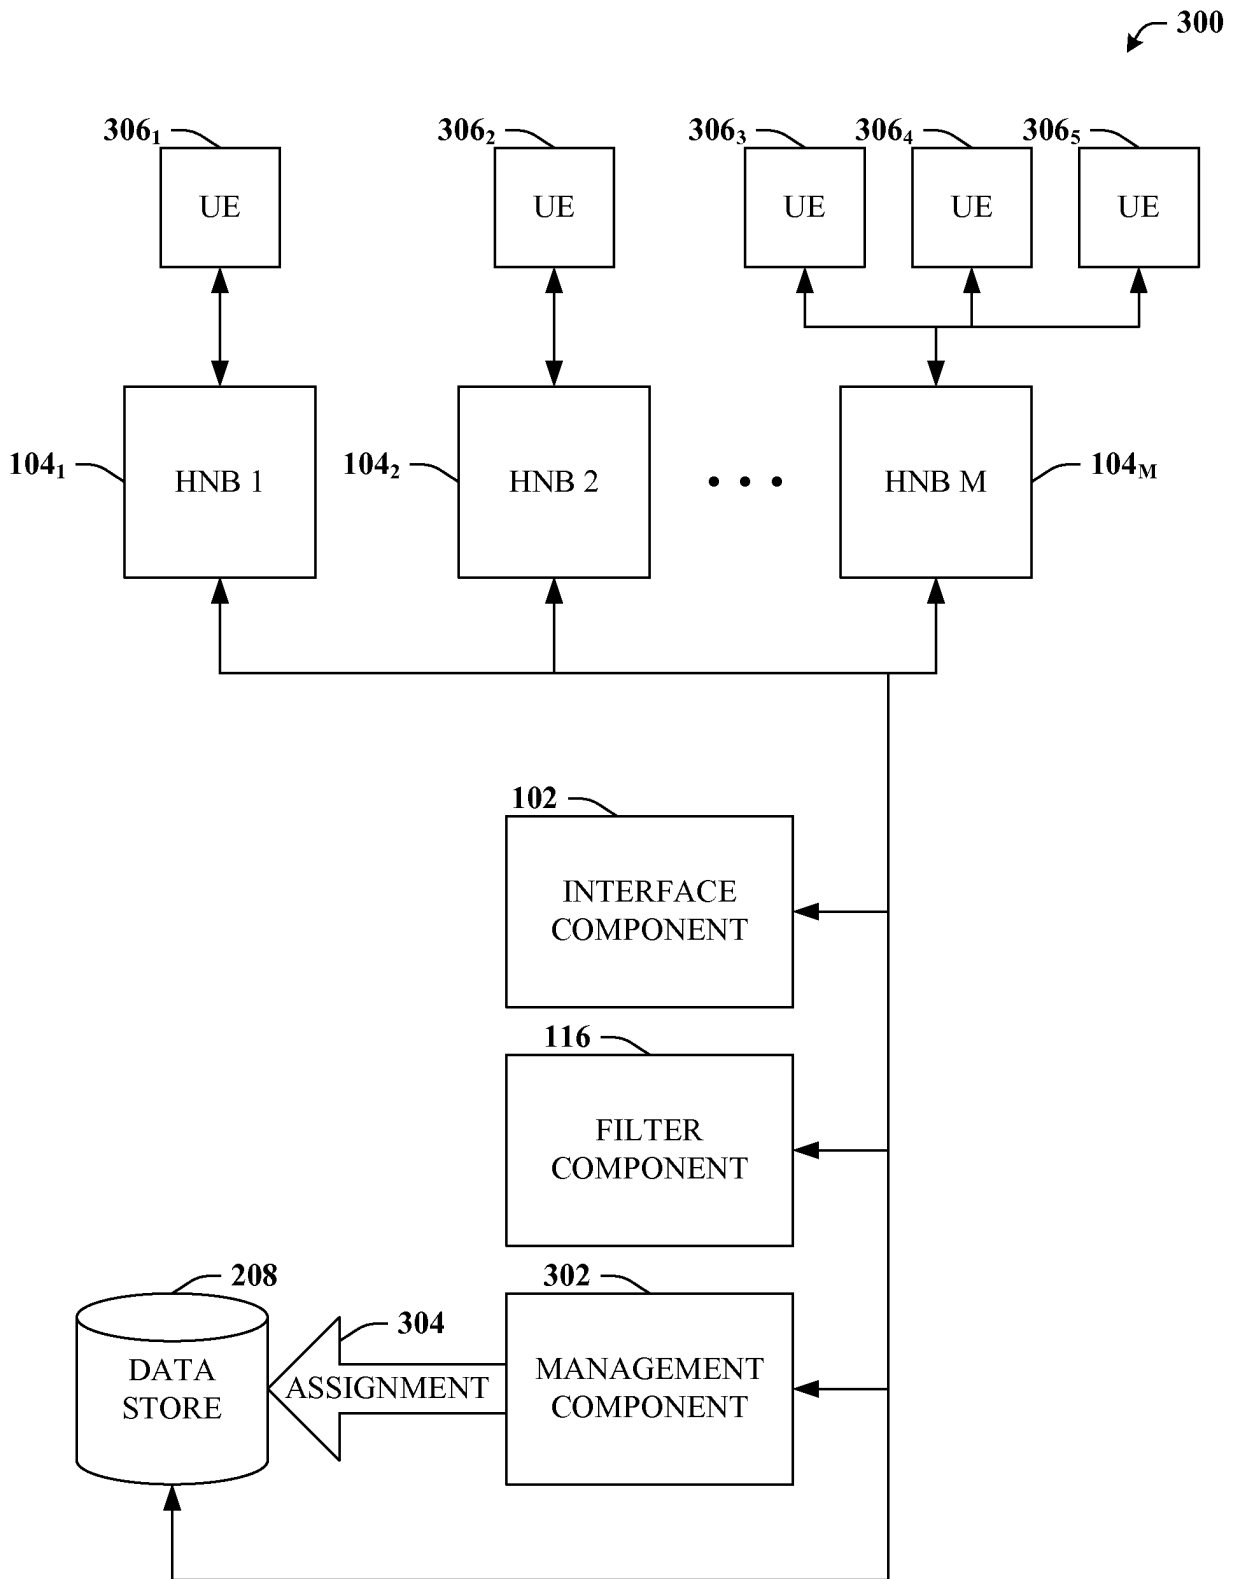 300
306₁ 306₂ 306₃ 306₄ 306₅
UE UE UE UE UE
104₁ HNB 1 104₂ HNB 2 • • • HNB M 104M
102
INTERFACE
COMPONENT
116
FILTER
COMPONENT
208 302
304
DATA
STORE
ASSIGNMENT
MANAGEMENT
COMPONENT